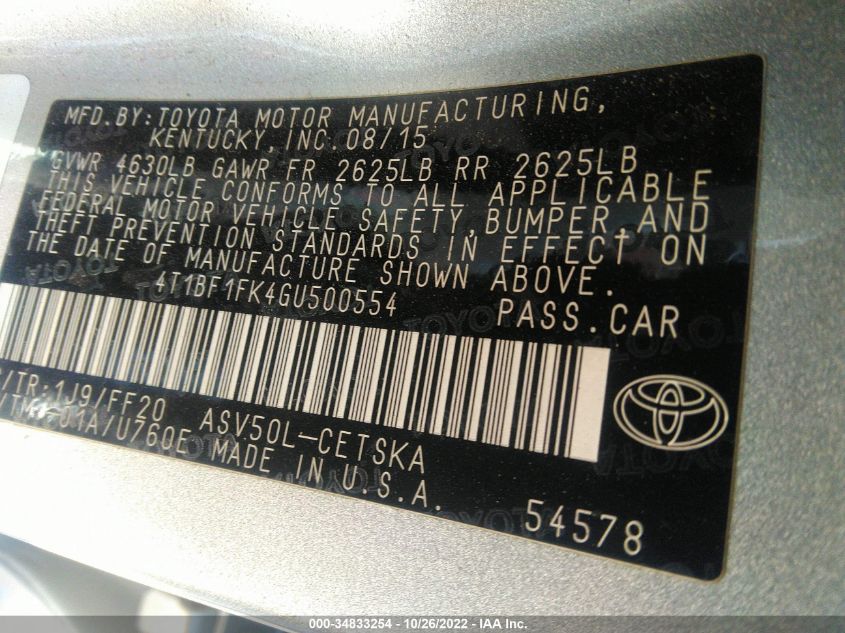 MFD.BY:TOYOTA MOTOR MANUFACTURING,
KENTUCKY,INC.08/15
GVWR 4630LB GAWR FR 2625LB RR 2625LB
THIS VEHICLE CONFORMS TO ALL APPLICABLE
FEDERAL MOTOR VEHICLE SAFETY,BUMPER,AND
THEFT PREVENTION STANDARDS IN EFFECT ON
THE DATE OF MANUFACTURE SHOWN ABOVE.
4T1BF1FK4GU500554 PASS.CAR
/TR:1J9/FF20
ASV50L-CETSKA
/TM:-01A/U760E MADE IN U.S.A.
54578
000-34833254 - 10/26/2022 - IAA Inc.